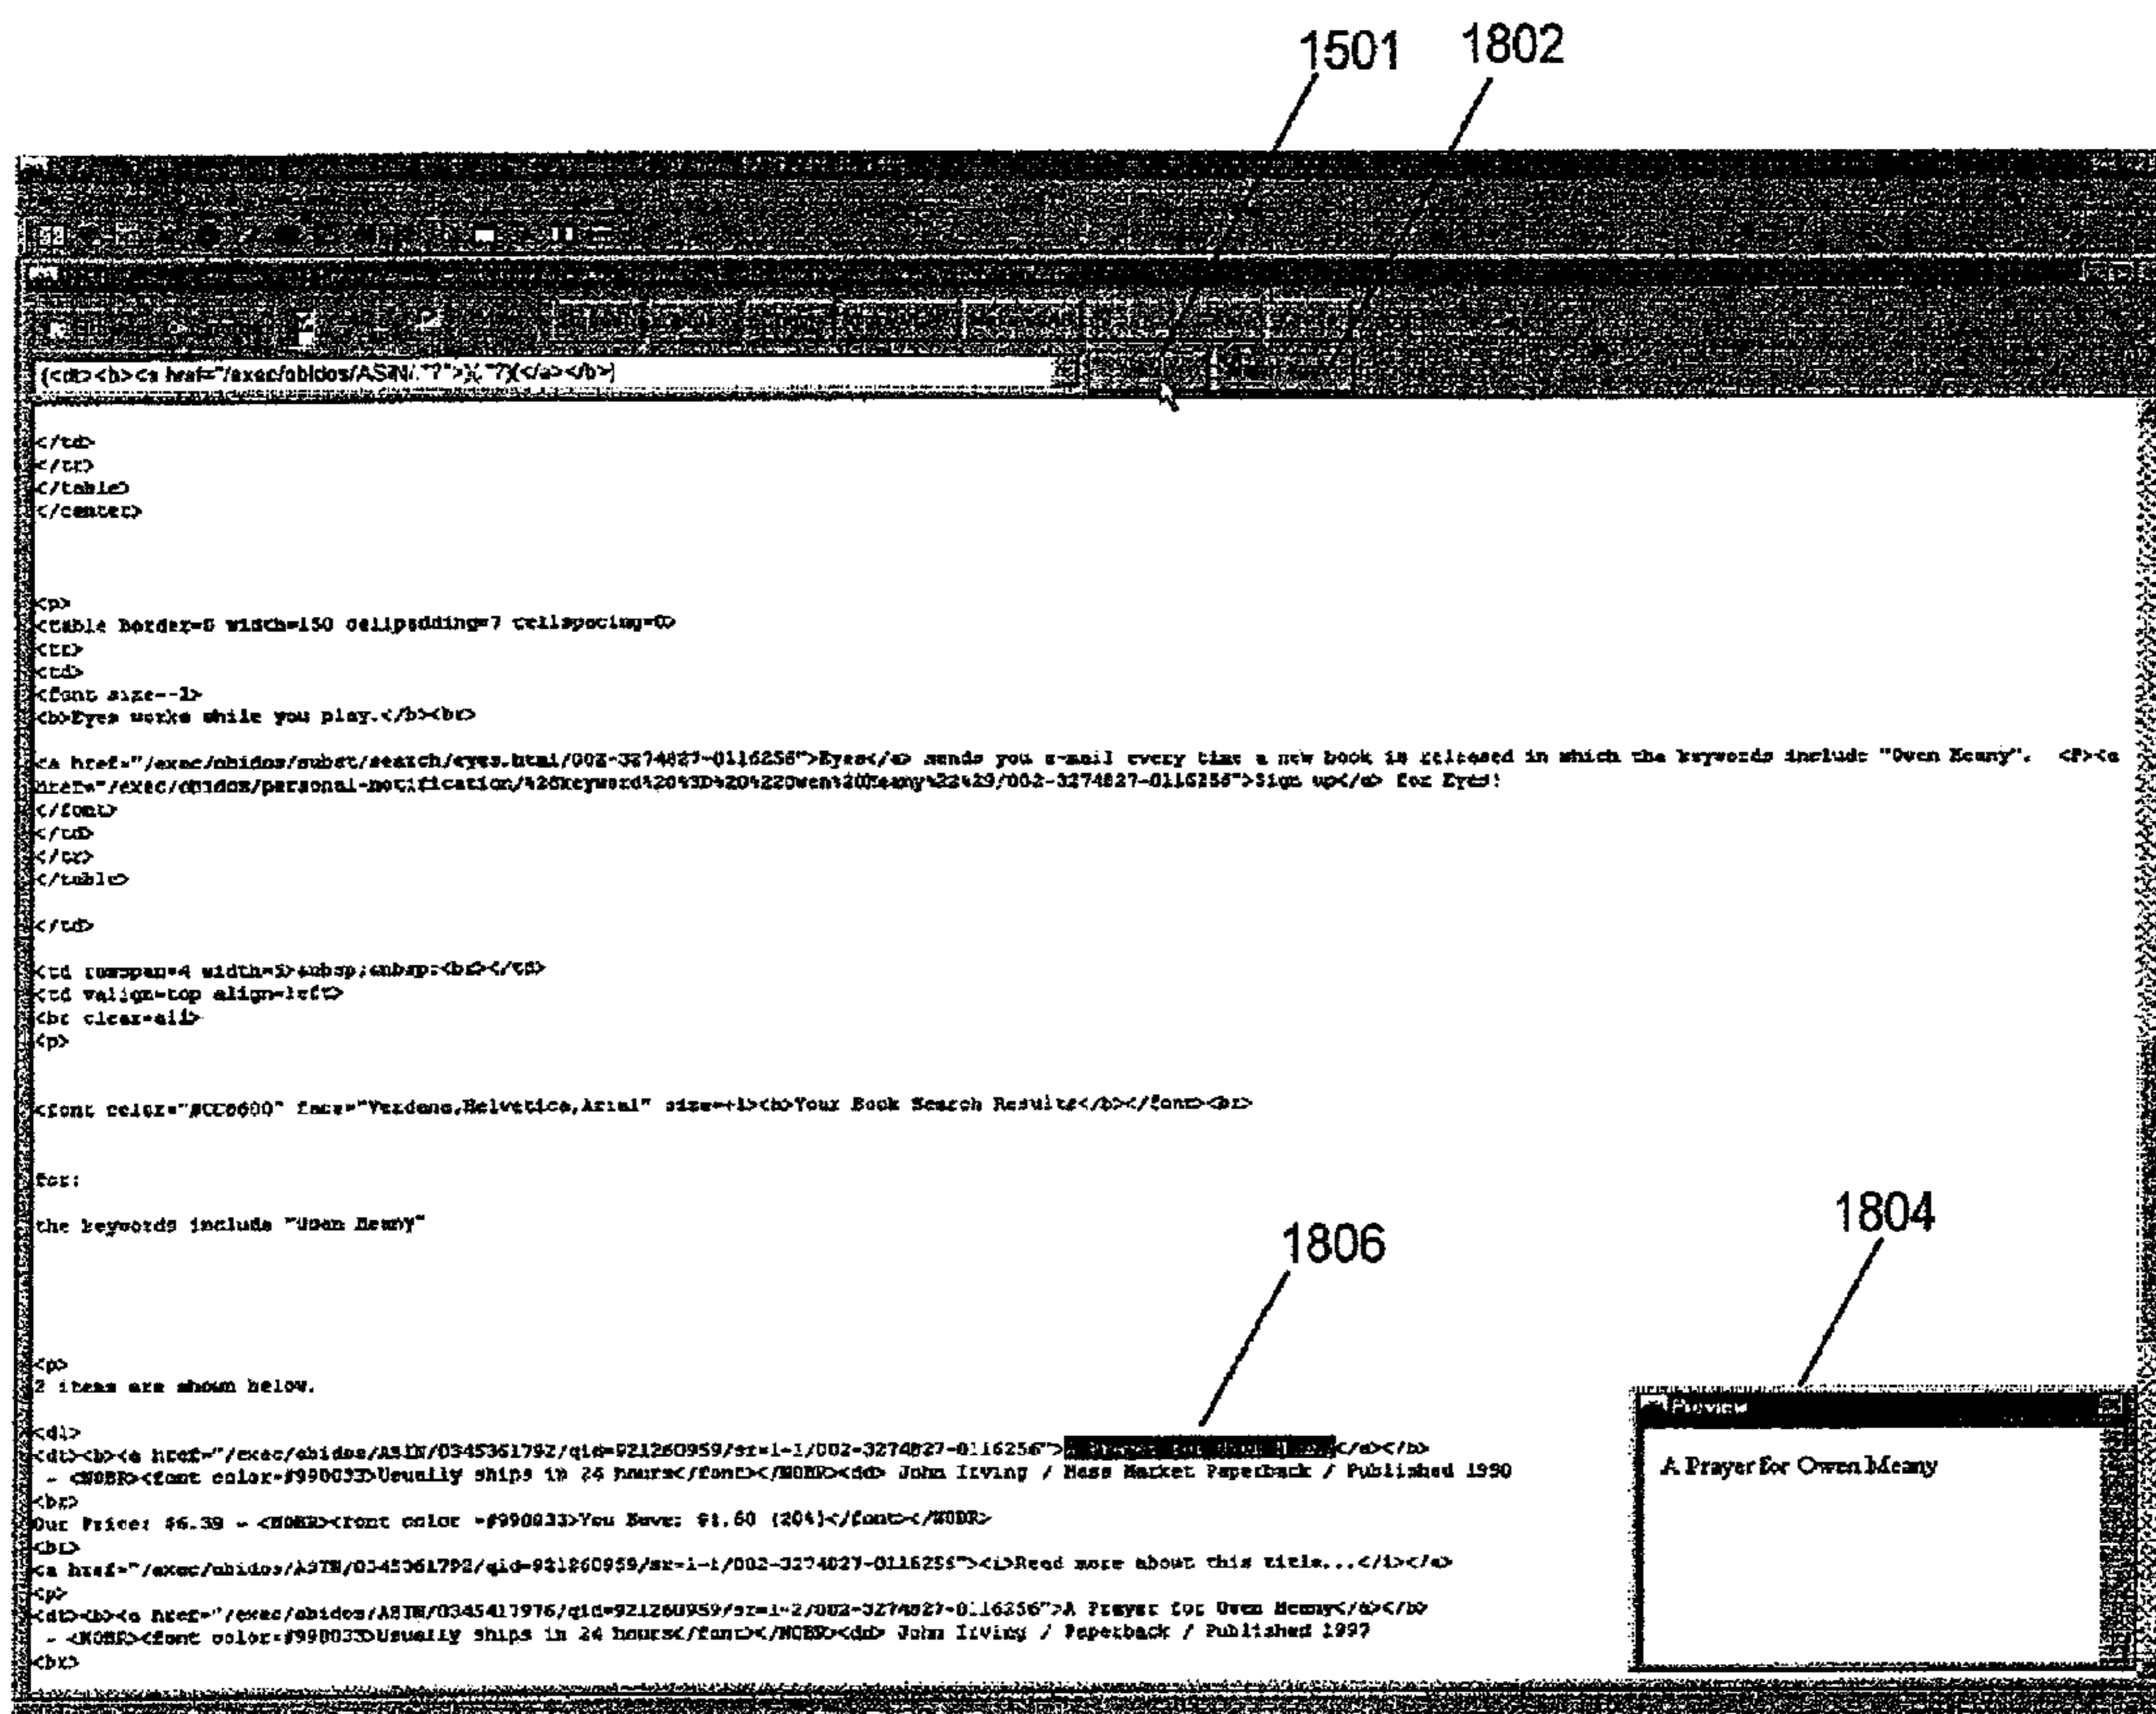 1501 1802
(<dt><b><a href="/exec/obidos/ASIN/.*?">)(.*?)(</a></b>)
</td>
</tr>
</table>
</center>
<p>
<table border=0 width=150 cellpadding=7 cellspacing=0>
<tr>
<td>
<font size=-1>
<b>Eyes works while you play.</b><br>
<a href="/exec/obidos/subst/search/eyes.html/002-3274827-0116256">Eyes</a> sends you e-mail every time a new book is released in which the keywords include "Owen Meany".  <P><a
href="/exec/obidos/personal-notification/%28keyword%20%3D%20%22Owen%20Meany%22%29/002-3274827-0116256">Sign up</a> for Eyes!
</font>
</td>
</tr>
</table>
</td>
<td rowspan=4 width=5>&nbsp;&nbsp;<br></td>
<td valign=top align=left>
<br clear=all>
<p>
<font color="#CC6600" face="Verdana,Helvetica,Arial" size=+1><b>Your Book Search Results</b></font><br>
for:
the keywords include "Owen Meany"
1806
1804
<p>
2 items are shown below.
<dl>
<dt><b><a href="/exec/obidos/ASIN/0345361792/qid=921260959/sr=1-1/002-3274827-0116256">A Prayer for Owen Meany</a></b>
- <NOBR><font color=#990033>Usually ships in 24 hours</font></NOBR><dd> John Irving / Mass Market Paperback / Published 1990
<br>
Our Price: $6.39 - <NOBR><font color =#990033>You Save: $1.60 (20%)</font></NOBR>
<br>
<a href="/exec/obidos/ASIN/0345361792/qid=921260959/sr=1-1/002-3274827-0116256"><i>Read more about this title...</i></a>
<p>
<dt><b><a href="/exec/obidos/ASIN/0345417976/qid=921260959/sr=1-2/002-3274827-0116256">A Prayer for Owen Meany</a></b>
- <NOBR><font color=#990033>Usually ships in 24 hours</font></NOBR><dd> John Irving / Paperback / Published 1997
<br>
Preview
A Prayer for Owen Meany